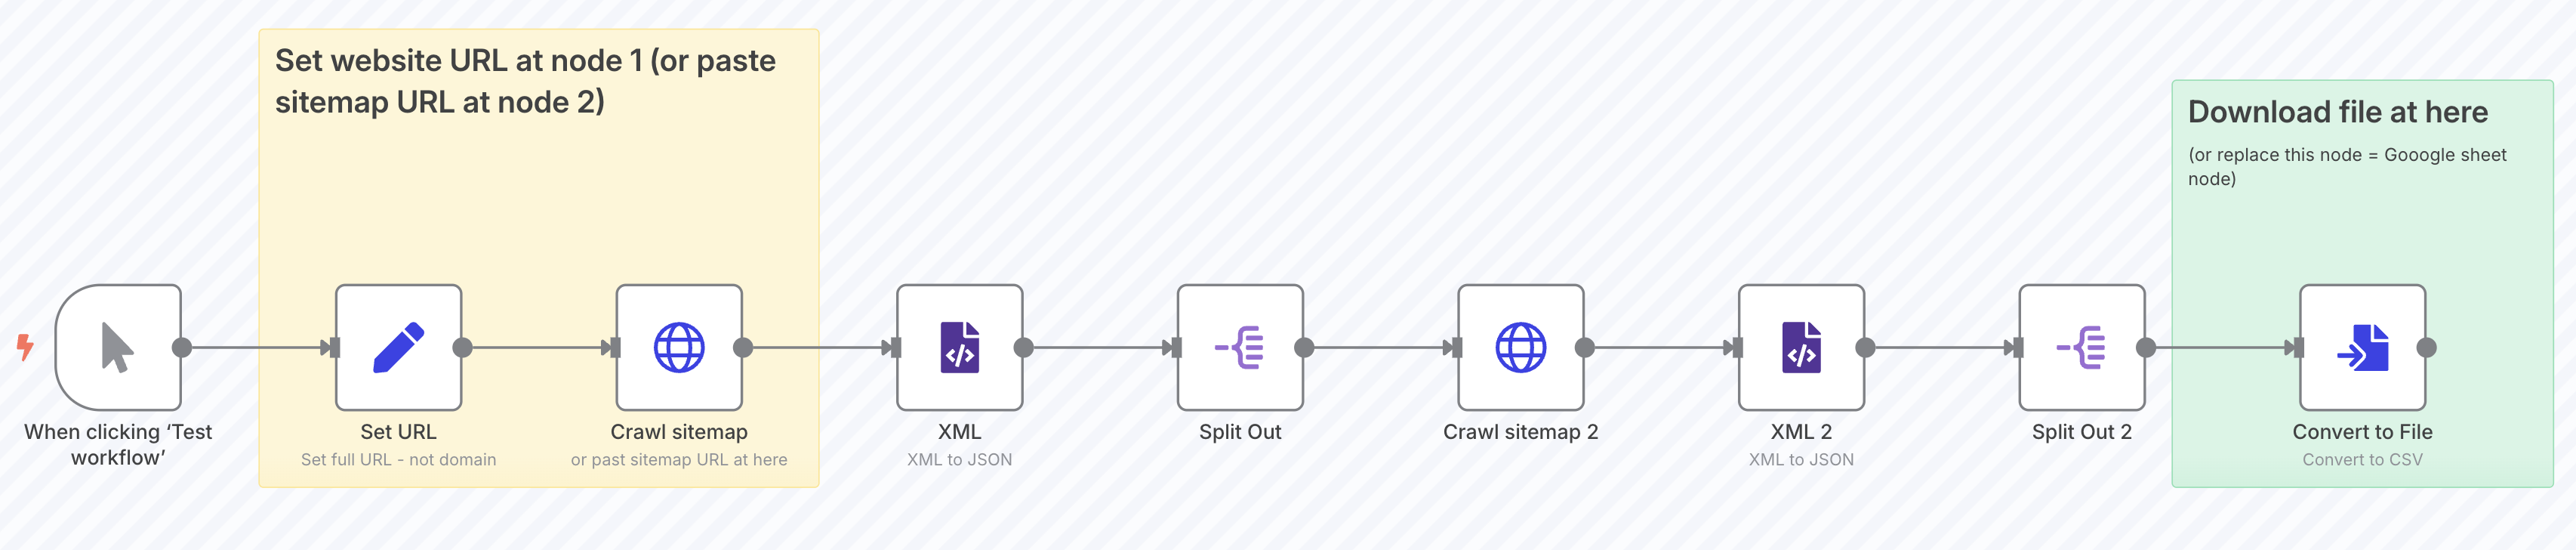 Set website URL at node 1 (or paste
sitemap URL at node 2)
Download file at here
(or replace this node = Gooogle sheet
node)
When clicking ‘Test
workflow’
Set URL
Set full URL - not domain
Crawl sitemap
or past sitemap URL at here
XML
XML to JSON
Split Out
Crawl sitemap 2
XML 2
XML to JSON
Split Out 2
Convert to File
Convert to CSV